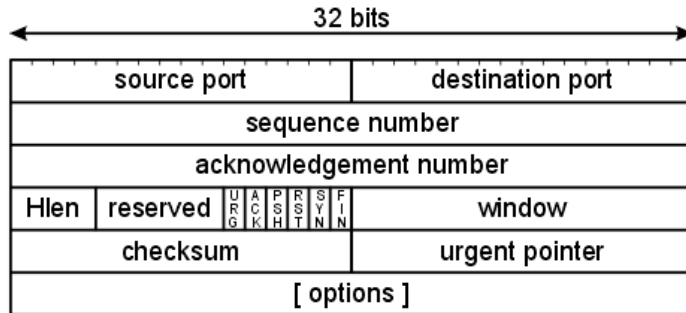 32 bits
source port destination port
sequence number
acknowledgement number
Hlen reserved URG ACK PSH RST SYN FIN window
checksum urgent pointer
[ options ]